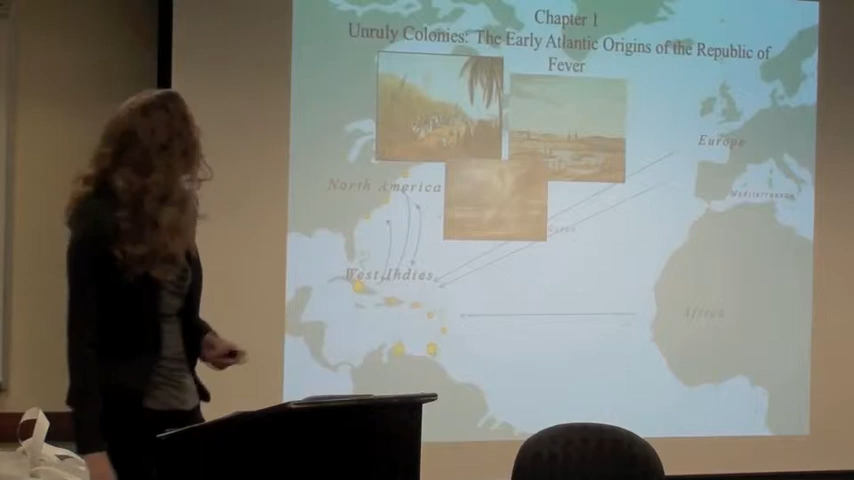 Chapter 1
Unruly Colonies: The Early Atlantic Origins of the Republic of
Fever
Europe
North America
Mediterranean
West Indies
Africa